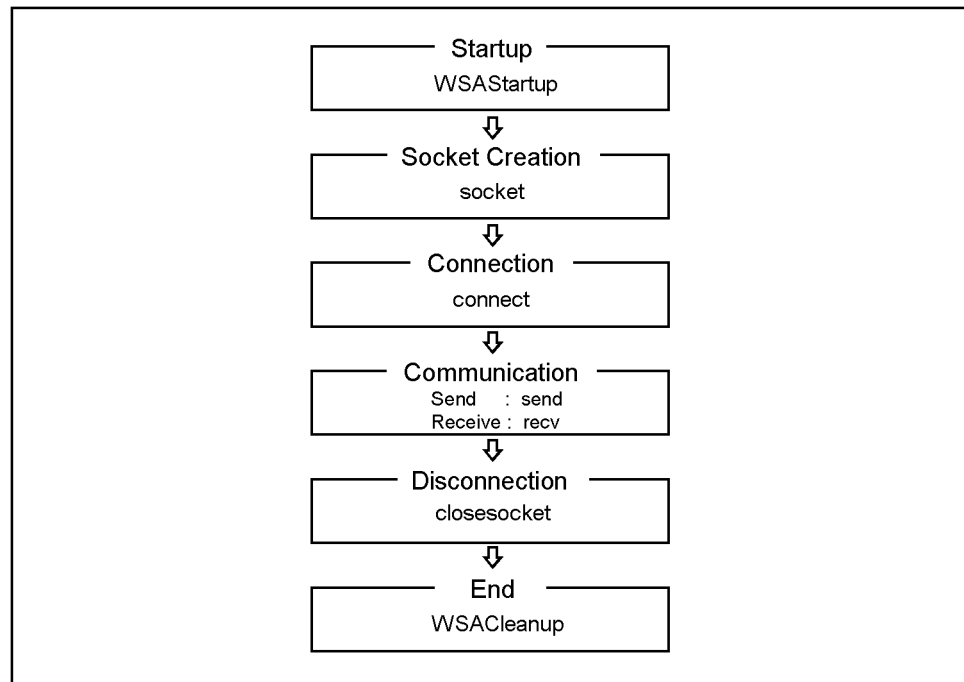 Startup
WSAStartup
Socket Creation
socket
Connection
connect
Communication
Send : send
Receive : recv
Disconnection
closesocket
End
WSACleanup